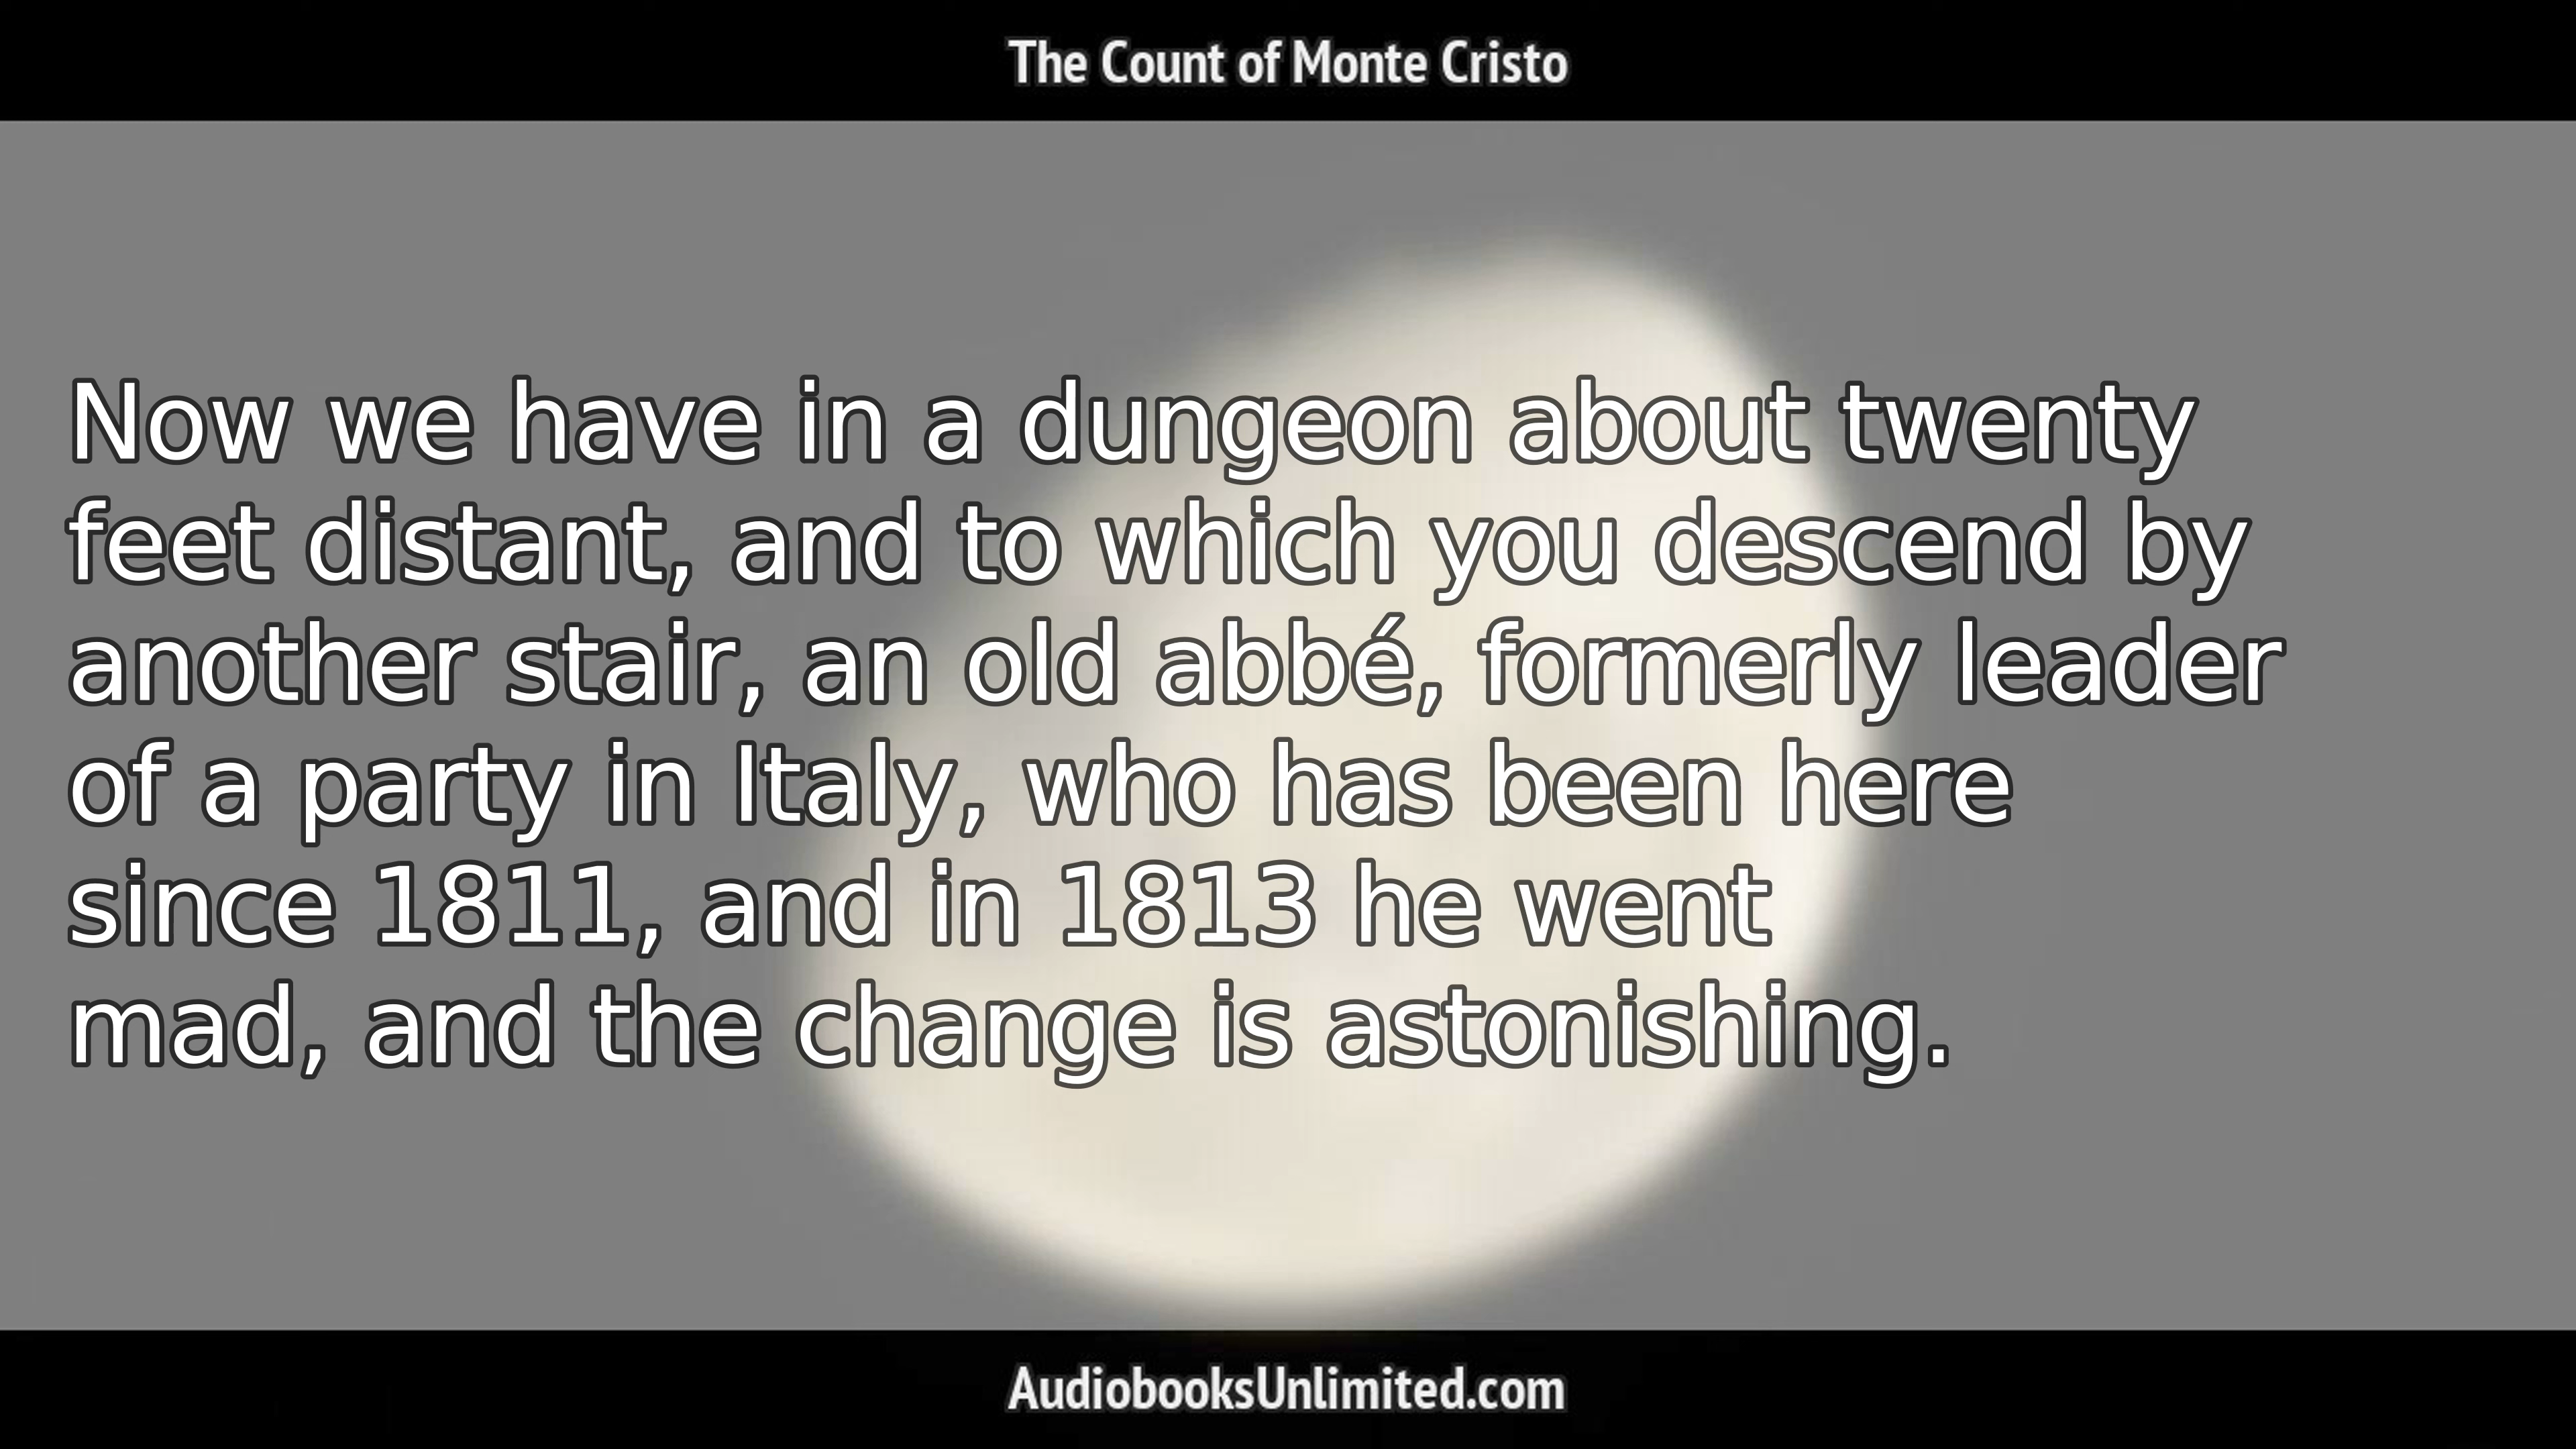 The Count of Monte Cristo
Now we have in a dungeon about twenty
feet distant, and to which you descend by
another stair, an old abbé, formerly leader
of a party in Italy, who has been here
since 1811, and in 1813 he went
mad, and the change is astonishing.
AudiobooksUnlimited.com